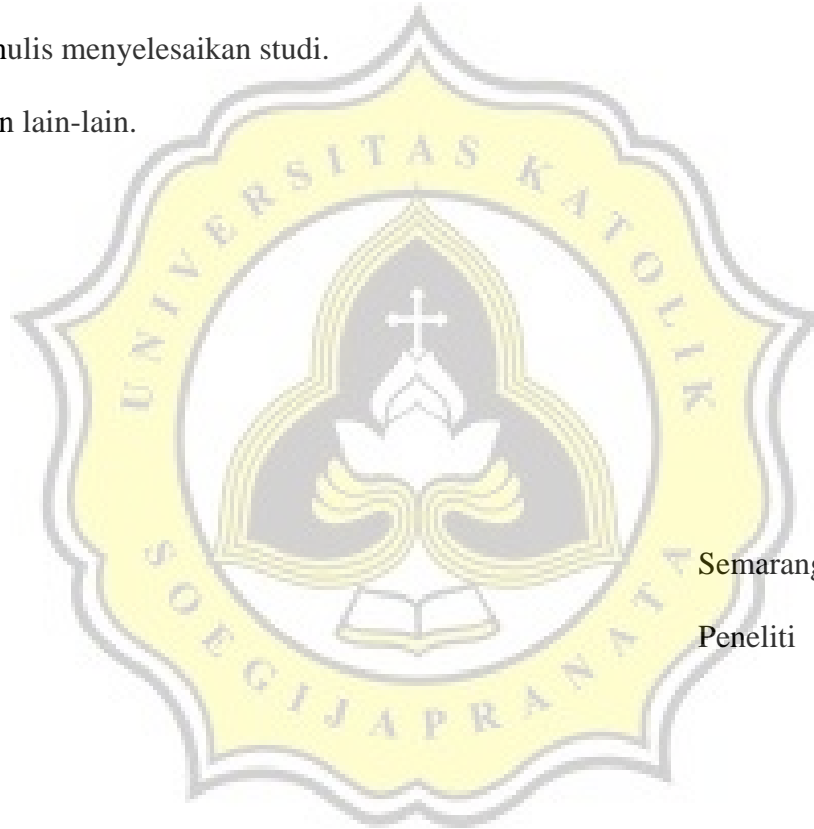 nulis menyelesaikan studi.
n lain-lain.
UNIVERSITAS KATOLIK
SOEGIJAPRANATA
Semarang
Peneliti